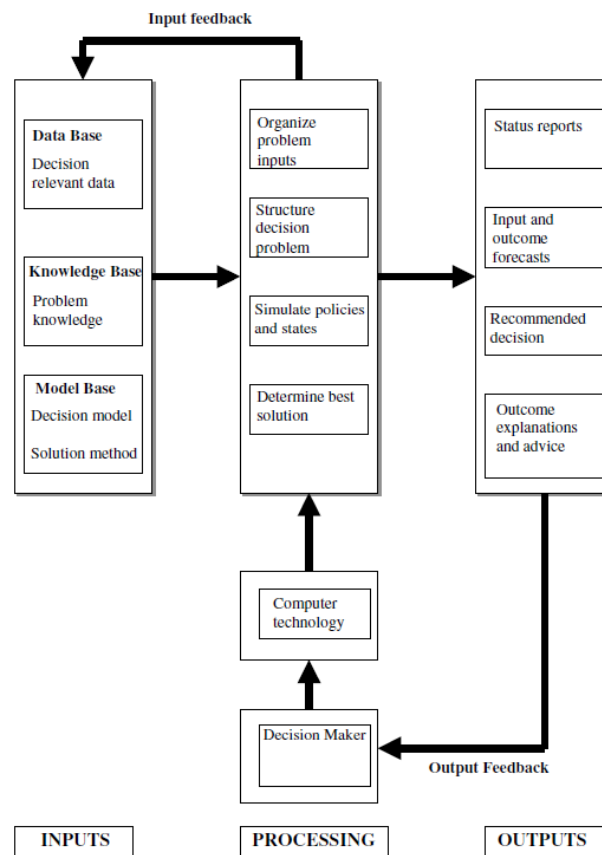 Input feedback
Data Base
Decision
relevant data
Knowledge Base
Problem
knowledge
Model Base
Decision model
Solution method
Organize
problem
inputs
Structure
decision
problem
Simulate policies
and states
Determine best
solution
Status reports
Input and
outcome
forecasts
Recommended
decision
Outcome
explanations
and advice
Computer
technology
Decision Maker
Output Feedback
INPUTS
PROCESSING
OUTPUTS